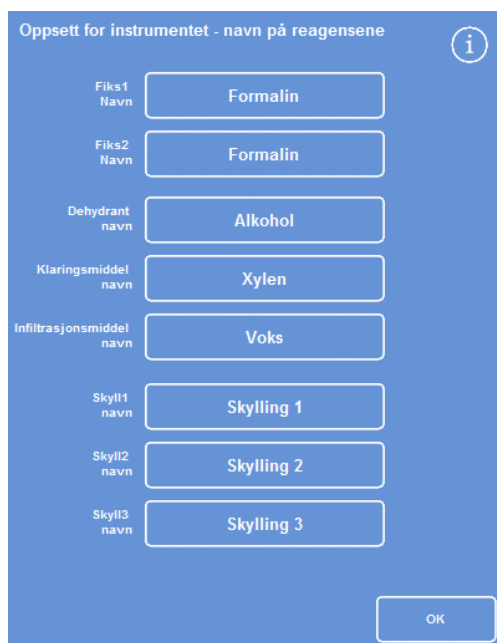 Oppsett for instrumentet - navn på reagensene
i
Fiks1
Navn
Formalin
Fiks2
Navn
Formalin
Dehydrant
navn
Alkohol
Klaringsmiddel
navn
Xylen
Infiltrasjonsmiddel
navn
Voks
Skyll1
navn
Skylling 1
Skyll2
navn
Skylling 2
Skyll3
navn
Skylling 3
OK